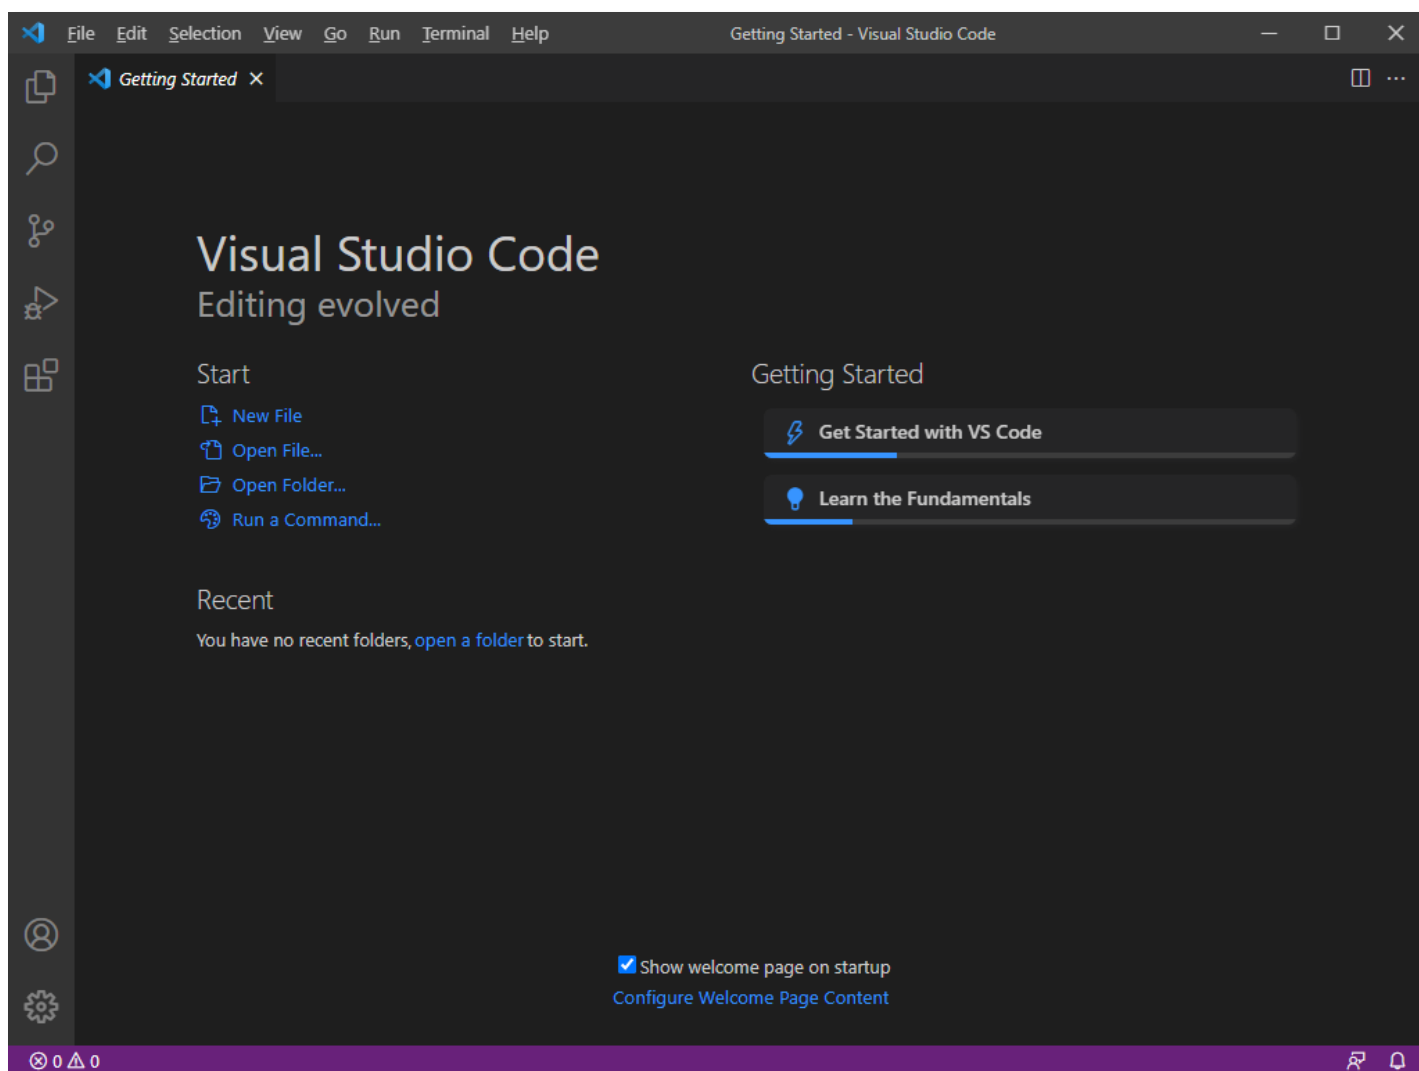 File Edit Selection View Go Run Terminal Help Getting Started - Visual Studio Code
Getting Started
Visual Studio Code
Editing evolved
Start
New File
Open File...
Open Folder...
Run a Command...
Recent
You have no recent folders, open a folder to start.
Getting Started
Get Started with VS Code
Learn the Fundamentals
Show welcome page on startup
Configure Welcome Page Content
0 0